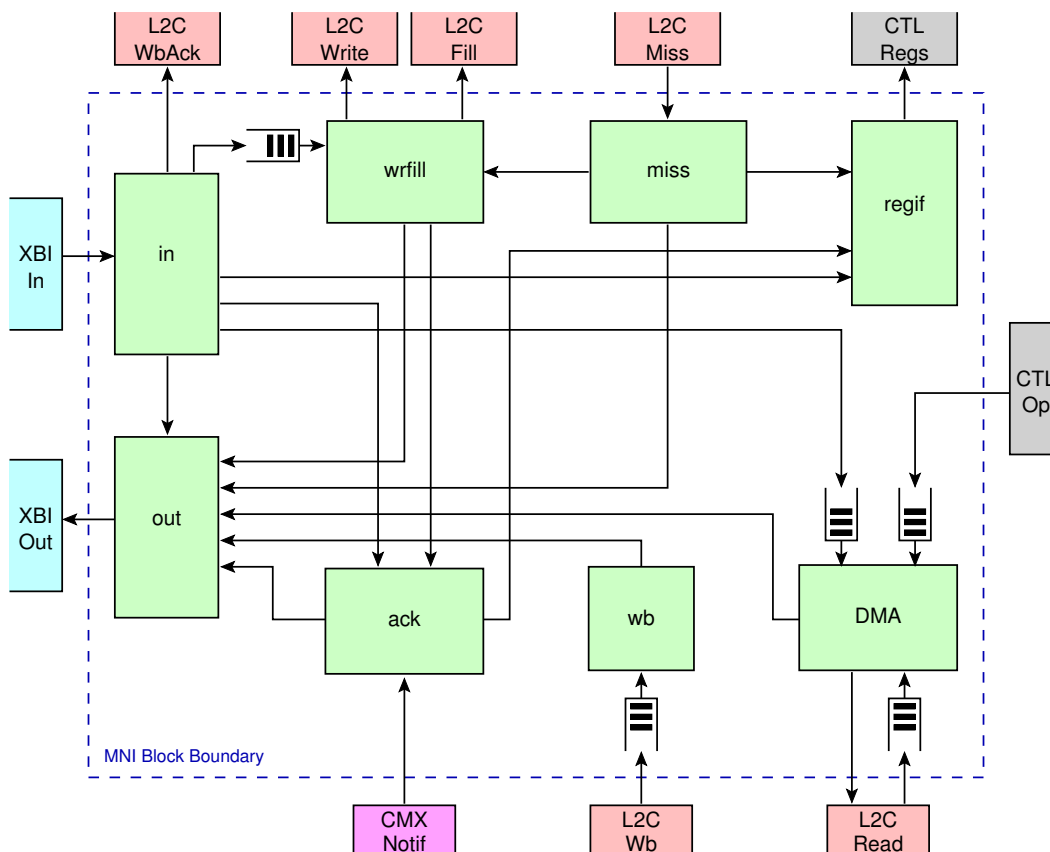 L2C
WbAck
L2C
Write
L2C
Fill
L2C
Miss
CTL
Regs
wrfill
miss
regif
in
XBI
In
CTL
Op
out
XBI
Out
ack
wb
DMA
MNI Block Boundary
CMX
Notif
L2C
Wb
L2C
Read